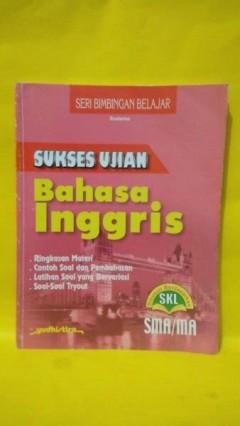 SERI BIMBINGAN BELAJAR
SUKSES UJIAN
Bahasa
Inggris
. Ringkasan Materi
. Contoh Soal dan Pembahasan
. Latihan Soal yang Bervariasi
. Soal-Soal Tryout
SKL
SMA/MA
yudhistira